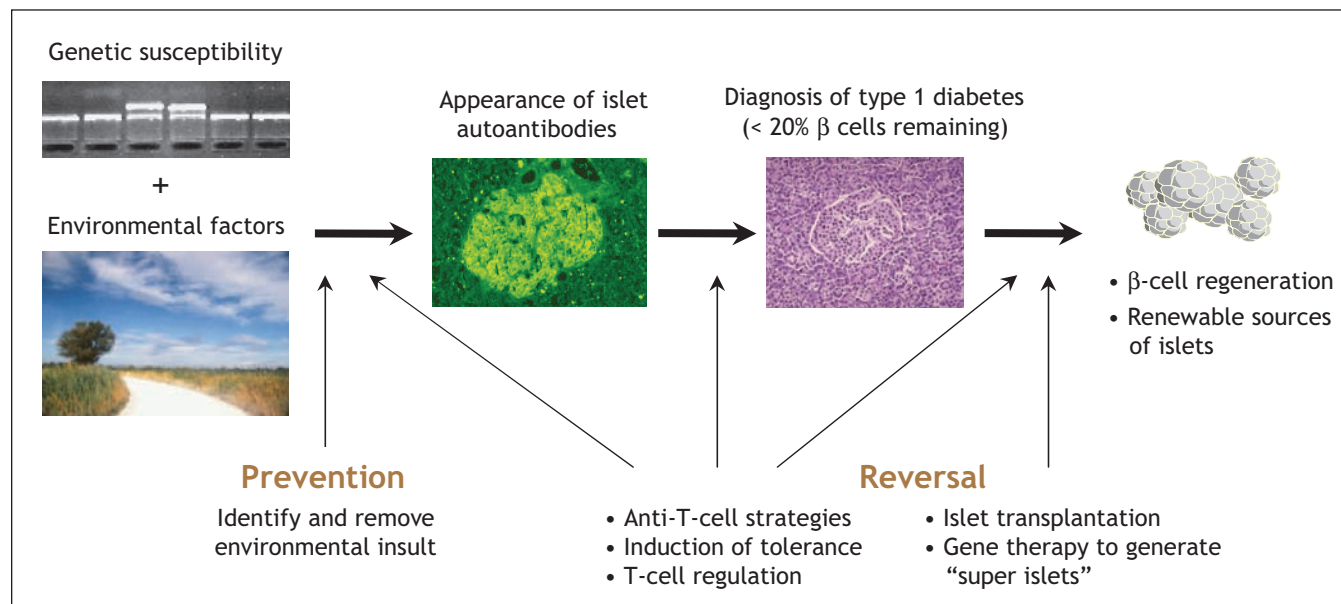 Genetic susceptibility
+
Environmental factors
Appearance of islet
autoantibodies
Diagnosis of type 1 diabetes
(< 20% β cells remaining)
• β-cell regeneration
• Renewable sources
of islets
Prevention
Identify and remove
environmental insult
• Anti-T-cell strategies
• Induction of tolerance
• T-cell regulation
Reversal
• Islet transplantation
• Gene therapy to generate
“super islets”